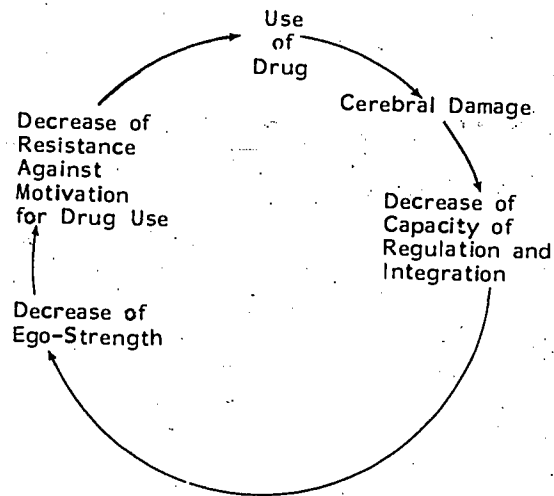 Use
of
Drug
Cerebral Damage
Decrease of
Capacity of
Regulation and
Integration
Decrease of
Ego-Strength
Decrease of
Resistance
Against
Motivation
for Drug Use